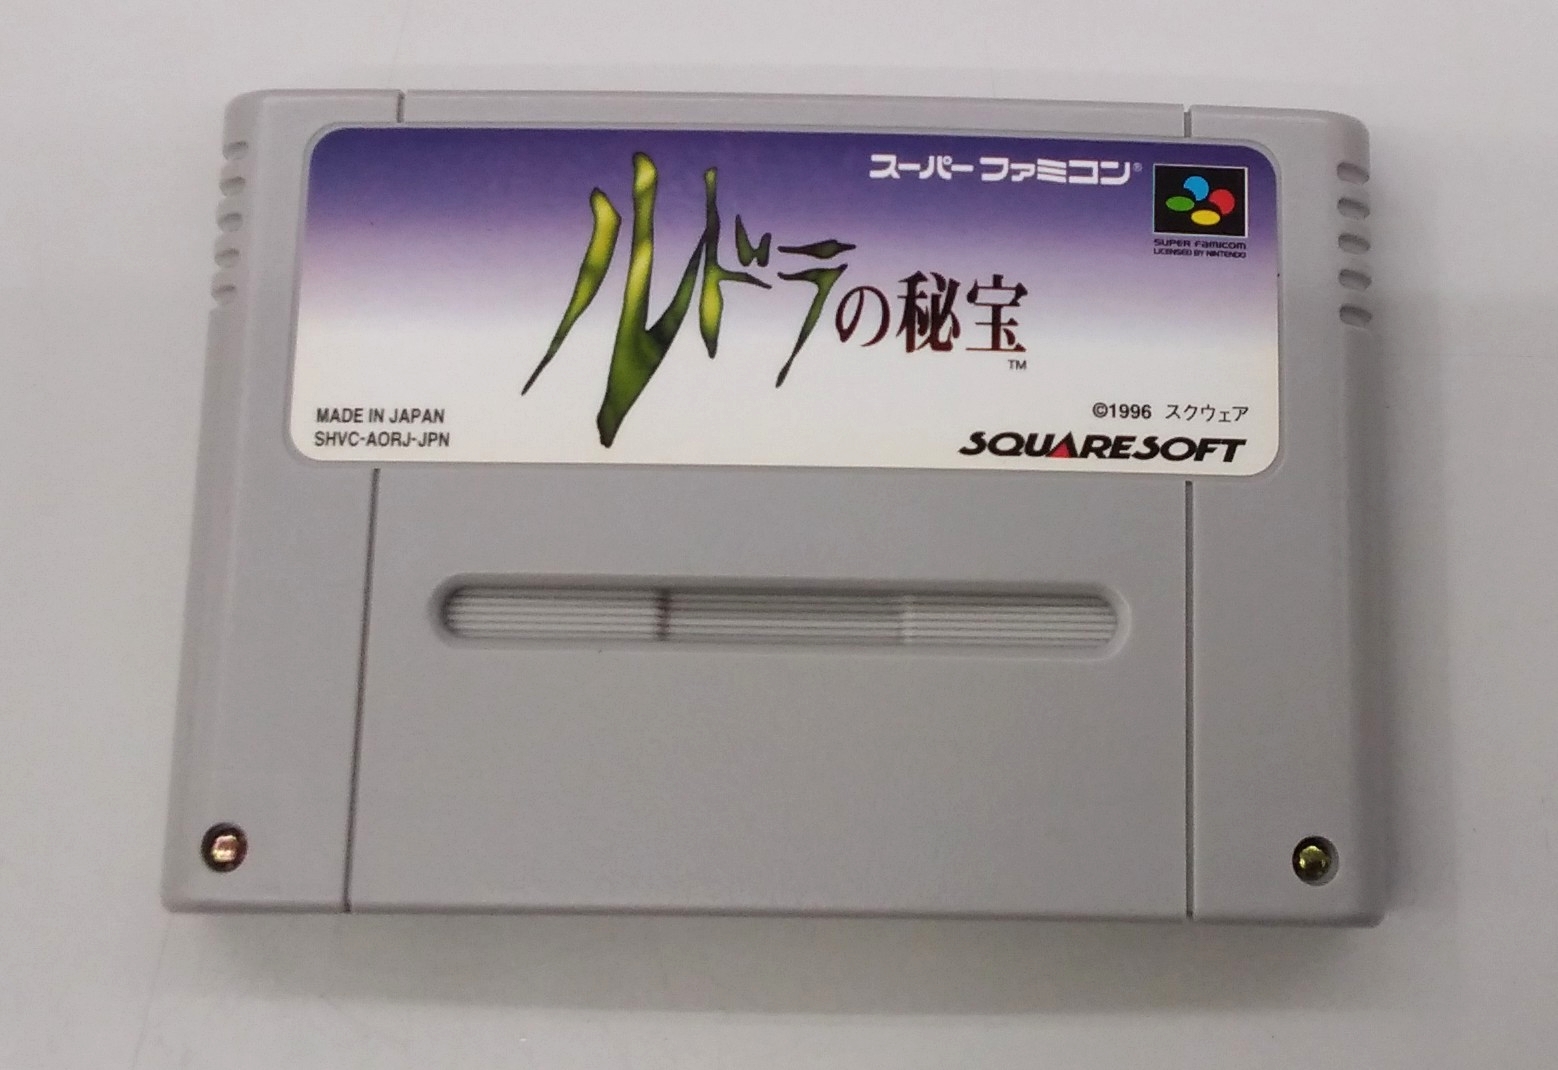 スーパーファミコン®
SUPER FAMICOM
LICENSED BY NINTENDO
ルドラの秘宝
TM
MADE IN JAPAN
SHVC-AORJ-JPN
©1996 スクウェア
SQUARESOFT